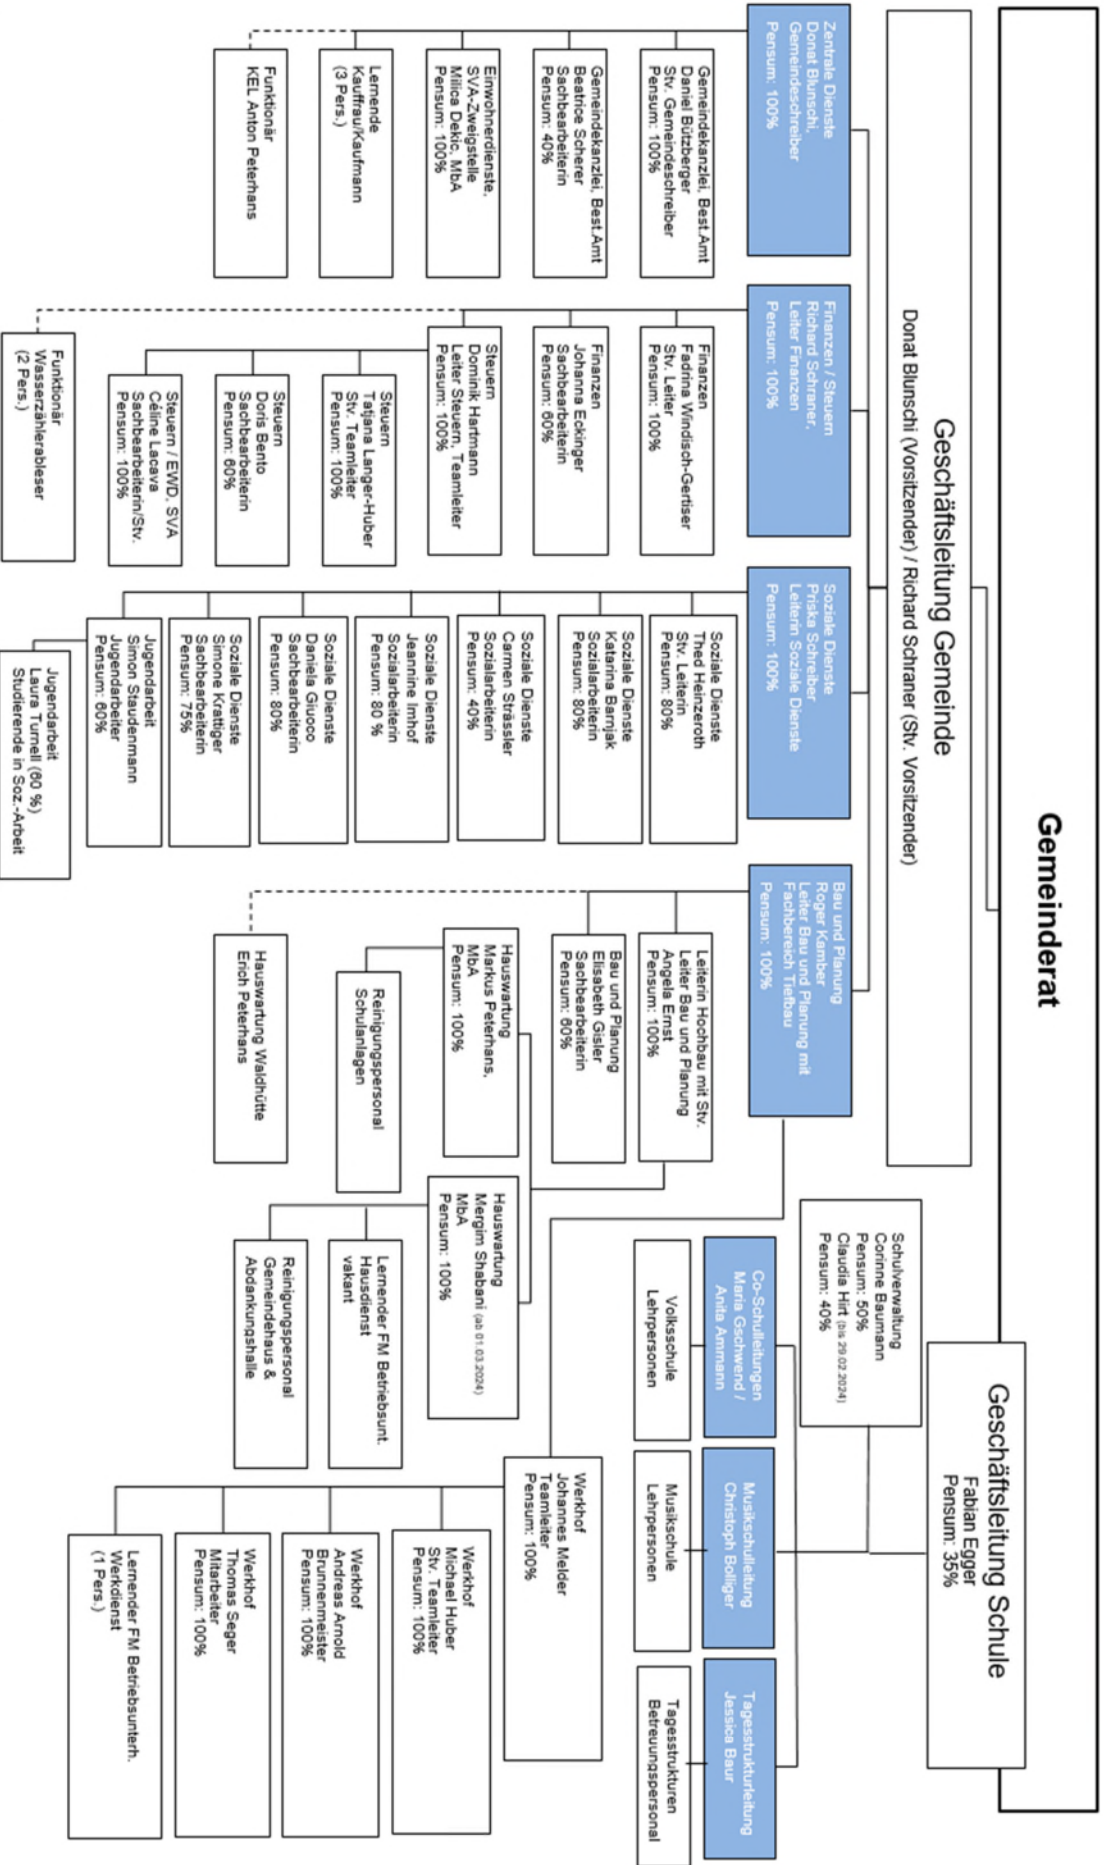 Gemeinderat
Geschäftsleitung Gemeinde
Donat Blunschi (Vorsitzender) / Richard Schraner (Stv. Vorsitzender)
Geschäftsleitung Schule
Fabian Egger
Pensum: 35%
Schulverwaltung
Corinne Baumann
Pensum: 50%
Claudia Hirt (bis 29.02.2024)
Pensum: 40%
Zentrale Dienste
Donat Blunschi,
Gemeindeschreiber
Pensum: 100%
Gemeindekanzlei, Best.Amt
Daniel Bützberger
Stv. Gemeindeschreiber
Pensum: 100%
Gemeindekanzlei, Best.Amt
Beatrice Scherer
Sachbearbeiterin
Pensum: 40%
Einwohnerdienste,
SVA-Zweigstelle
Milica Dekic, MbA
Pensum: 100%
Lernende
Kauffrau/Kaufmann
(3 Pers.)
Funktionär
KEL Anton Peterhans
Finanzen / Steuern
Richard Schraner,
Leiter Finanzen
Pensum: 100%
Finanzen
Fadrina Windisch-Gertiser
Stv. Leiter
Pensum: 100%
Finanzen
Johanna Eckinger
Sachbearbeiterin
Pensum: 60%
Steuern
Dominik Hartmann
Leiter Steuern, Teamleiter
Pensum: 100%
Steuern
Tatjana Langer-Huber
Stv. Teamleiter
Pensum: 100%
Steuern
Doris Bento
Sachbearbeiterin
Pensum: 60%
Steuern / EWD, SVA
Céline Lacava
Sachbearbeiterin/Stv.
Pensum: 100%
Funktionär
Wasserzählerableser
(2 Pers.)
Soziale Dienste
Priska Schreiber
Leiterin Soziale Dienste
Pensum: 100%
Soziale Dienste
Thed Heinzeroth
Stv. Leiterin
Pensum: 80%
Soziale Dienste
Katarina Barnjak
Sozialarbeiterin
Pensum: 80%
Soziale Dienste
Carmen Strässler
Sozialarbeiterin
Pensum: 40%
Soziale Dienste
Jeannine Imhof
Sozialarbeiterin
Pensum: 80 %
Soziale Dienste
Daniela Giuoco
Sachbearbeiterin
Pensum: 80%
Soziale Dienste
Simone Krattiger
Sachbearbeiterin
Pensum: 75%
Jugendarbeit
Simon Staudenmann
Jugendarbeiter
Pensum: 60%
Jugendarbeit
Laura Turnell (60 %)
Studierende in Soz.-Arbeit
Bau und Planung
Roger Kamber
Leiter Bau und Planung mit
Fachbereich Tiefbau
Pensum: 100%
Leiterin Hochbau mit Stv.
Leiter Bau und Planung
Angela Ernst
Pensum: 100%
Bau und Planung
Elisabeth Gisler
Sachbearbeiterin
Pensum: 60%
Hauswartung
Markus Peterhans,
MbA
Pensum: 100%
Reinigungspersonal
Schulanlagen
Hauswartung Waldhütte
Erich Peterhans
Hauswartung
Mergim Shabani (ab 01.03.2024)
MbA
Pensum: 100%
Lernender FM Betriebsunt.
Hausdienst
vakant
Reinigungspersonal
Gemeindehaus &
Abdankungshalle
Werkhof
Johannes Melder
Teamleiter
Pensum: 100%
Werkhof
Michael Huber
Stv. Teamleiter
Pensum: 100%
Werkhof
Andreas Arnold
Brunnenmeister
Pensum: 100%
Werkhof
Thomas Seger
Mitarbeiter
Pensum: 100%
Lernender FM Betriebsunterh.
Werkdienst
(1 Pers.)
Co-Schulleitungen
Maria Gschwend /
Anita Ammann
Volksschule
Lehrpersonen
Musikschulleitung
Christoph Bolliger
Musikschule
Lehrpersonen
Tagesstrukturleitung
Jessica Baur
Tagesstrukturen
Betreuungspersonal